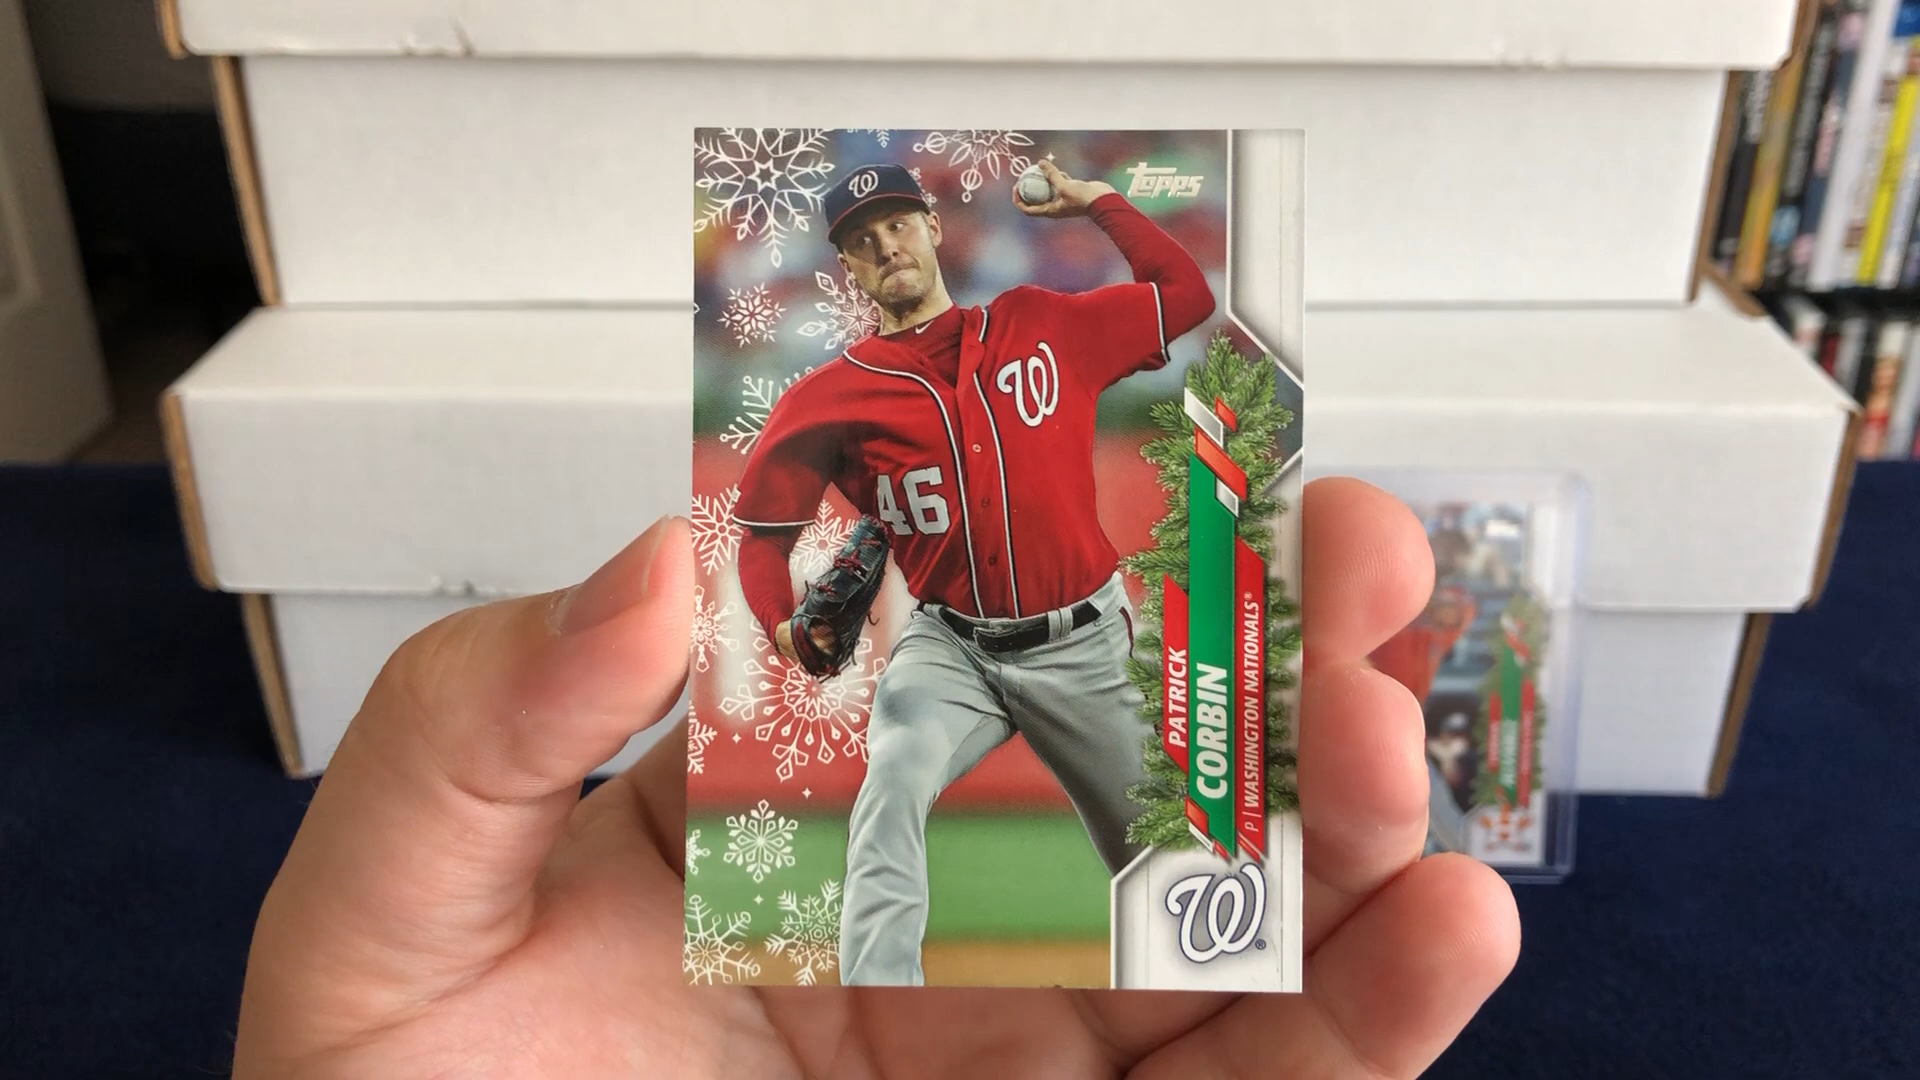 Topps
W
W
46
PATRICK
CORBIN
P | WASHINGTON NATIONALS®
W®